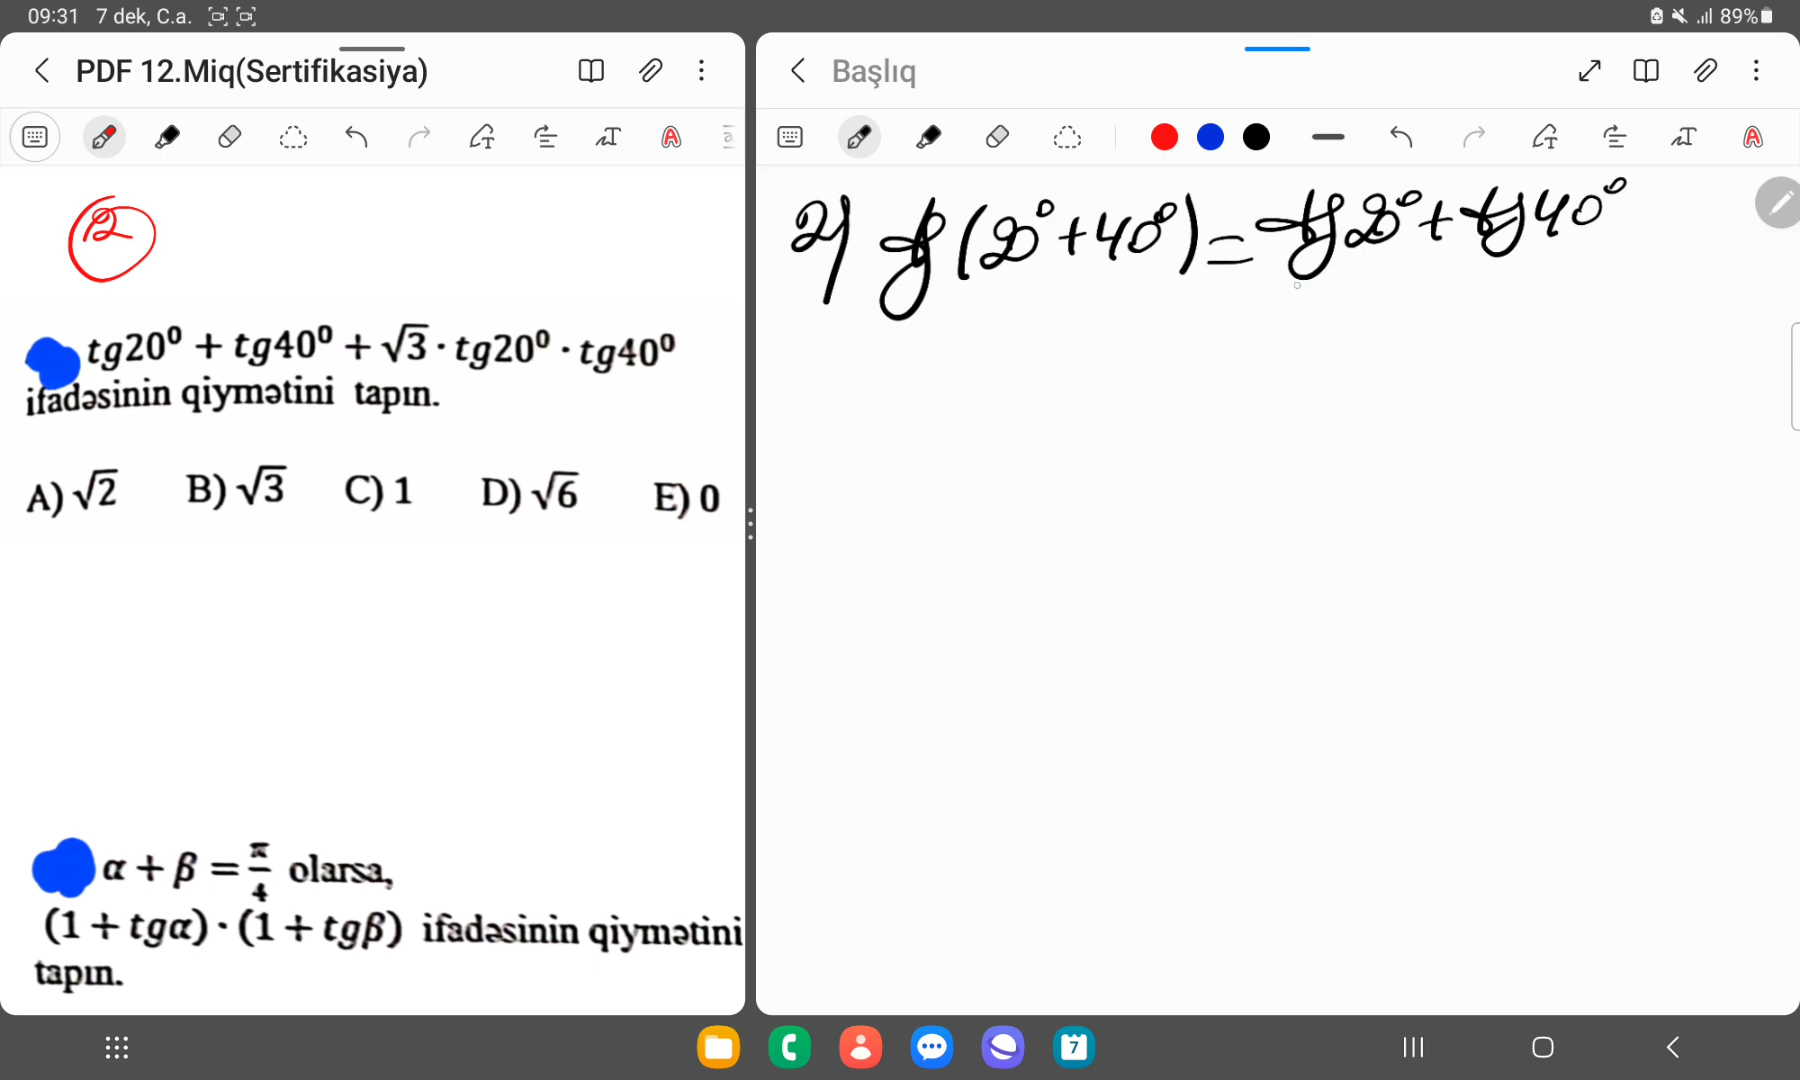 09:31 7 dek, C.a. 89%
PDF 12.Miq(Sertifikasiya)
2
tg20⁰ + tg40⁰ + √3 · tg20⁰ · tg40⁰
ifadəsinin qiymətini tapın.
A) √2 B) √3 C) 1 D) √6 E) 0
α + β = π/4 olarsa,
(1 + tgα) · (1 + tgβ) ifadəsinin qiymətini
tapın.
Başlıq
2) tg(20° + 40°) = tg20° + tg40°
7